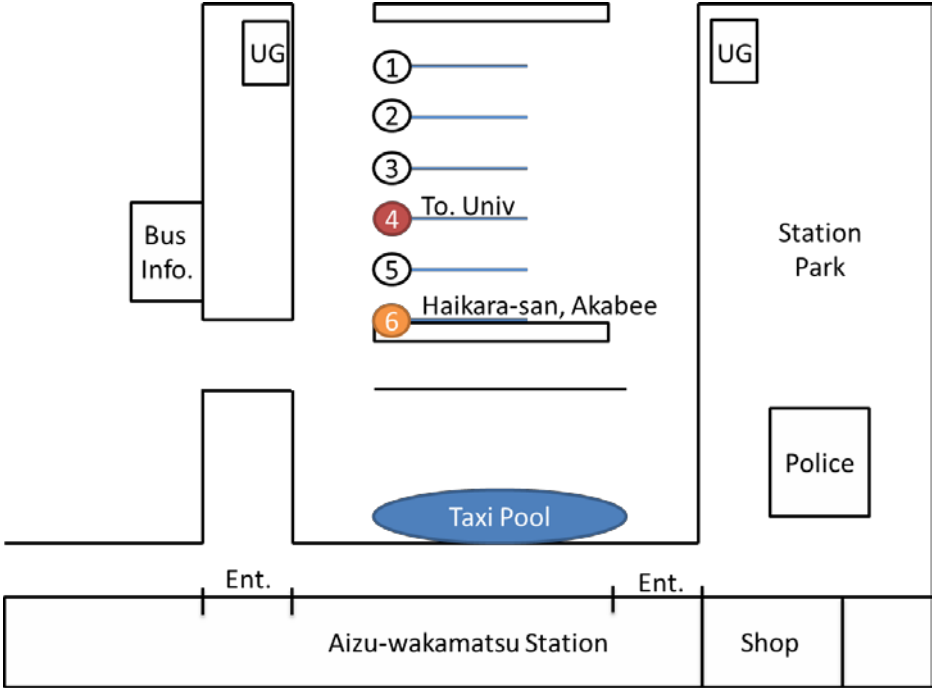 UG
UG
1
2
3
4
To. Univ
5
6
Haikara-san, Akabee
Bus
Info.
Station
Park
Police
Taxi Pool
Ent.
Ent.
Aizu-wakamatsu Station
Shop